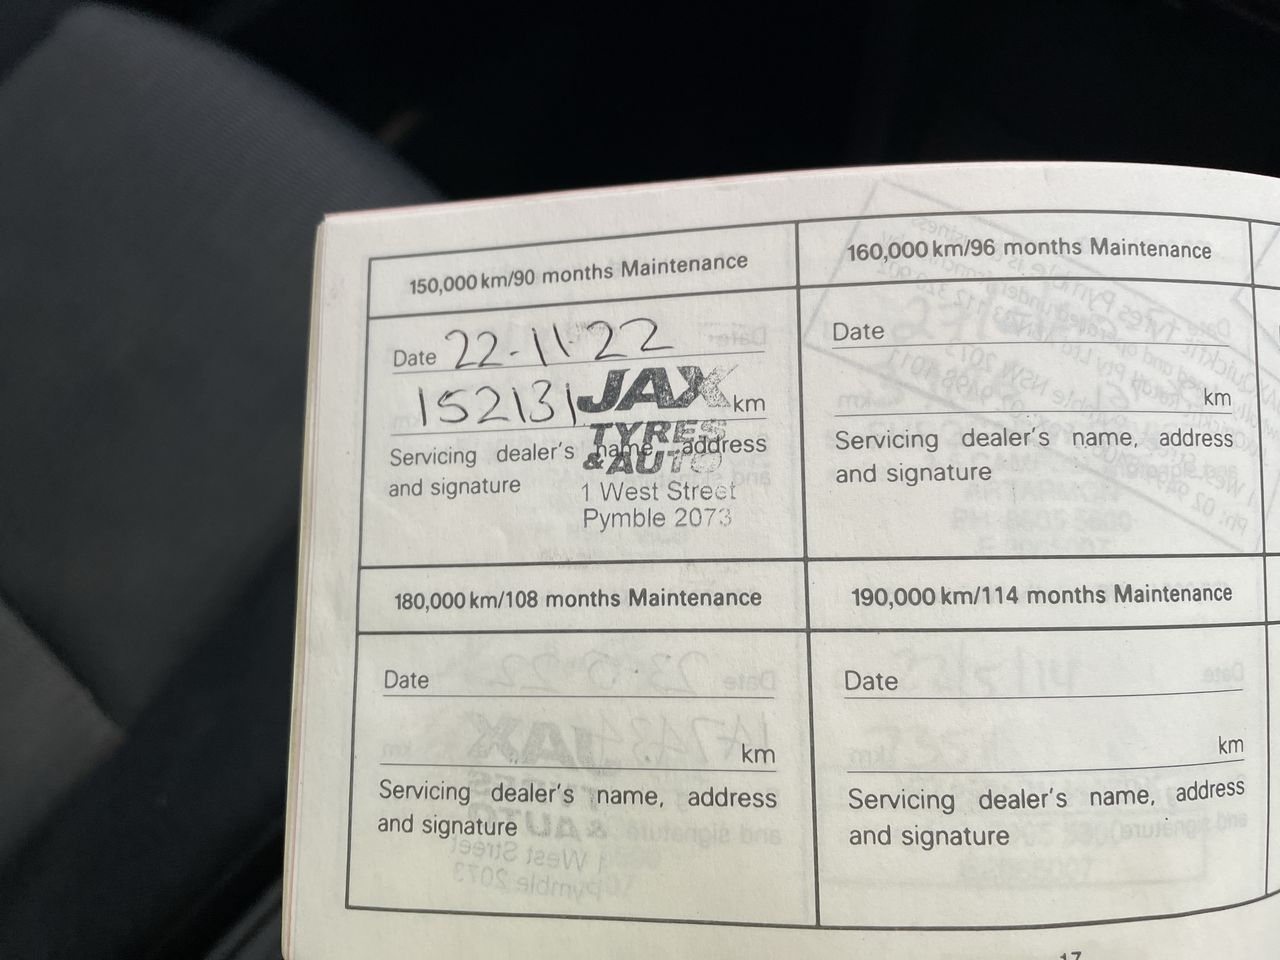 150,000 km/90 months Maintenance
Date 22-11-22
152131 km
JAX
TYRES
& AUTO
Servicing dealer's name, address
and signature
1 West Street
Pymble 2073
160,000 km/96 months Maintenance
Date
km
Servicing dealer's name, address
and signature
180,000 km/108 months Maintenance
Date
km
Servicing dealer's name, address
and signature
190,000 km/114 months Maintenance
Date
km
Servicing dealer's name, address
and signature
17